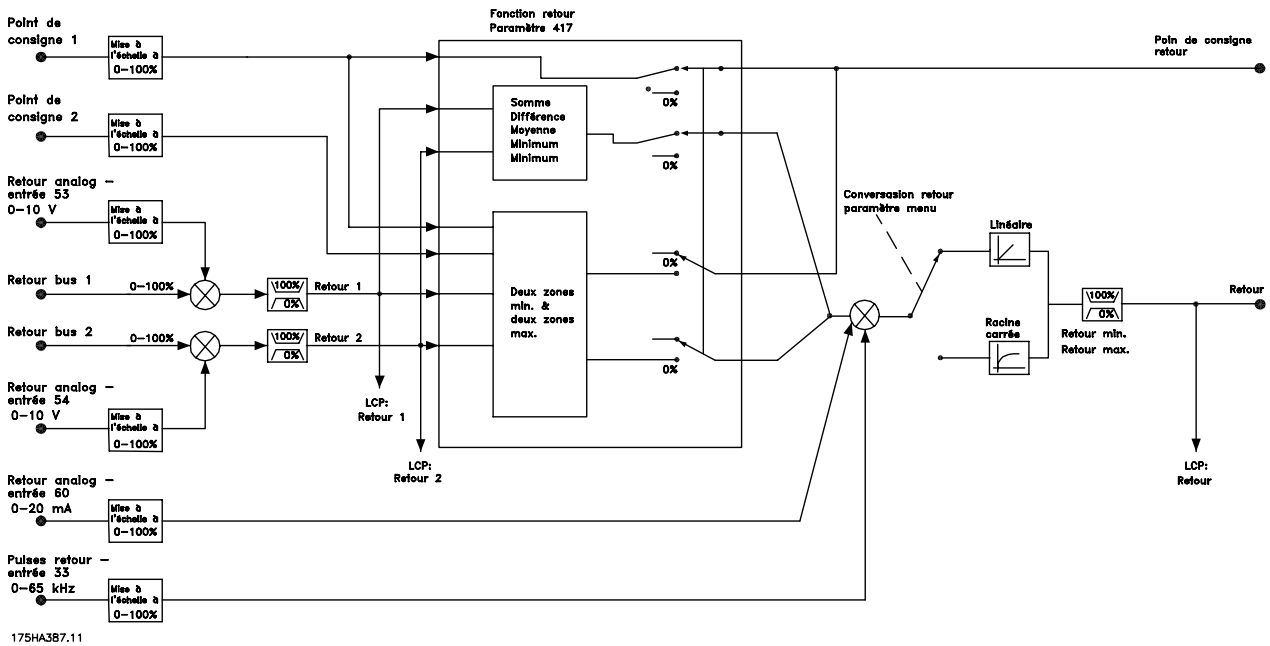 Point de
consigne 1
Mise à
l'échelle à
0-100%
Point de
consigne 2
Mise à
l'échelle à
0-100%
Retour analog -
entrée 53
0-10 V
Mise à
l'échelle à
0-100%
Retour bus 1
0-100%
100%
0%
Retour 1
Retour bus 2
0-100%
100%
0%
Retour 2
Retour analog -
entrée 54
0-10 V
Mise à
l'échelle à
0-100%
LCP:
Retour 1
LCP:
Retour 2
Retour analog -
entrée 60
0-20 mA
Mise à
l'échelle à
0-100%
Pulses retour -
entrée 33
0-65 kHz
Mise à
l'échelle à
0-100%
Fonction retour
Paramètre 417
Somme
Différence
Moyenne
Minimum
Minimum
Deux zones
min. &
deux zones
max.
0%
0%
0%
0%
Poin de consigne
retour
Conversasion retour
paramètre menu
Linéaire
Racine
carrée
100%
0%
Retour min.
Retour max.
Retour
LCP:
Retour
175HA387.11